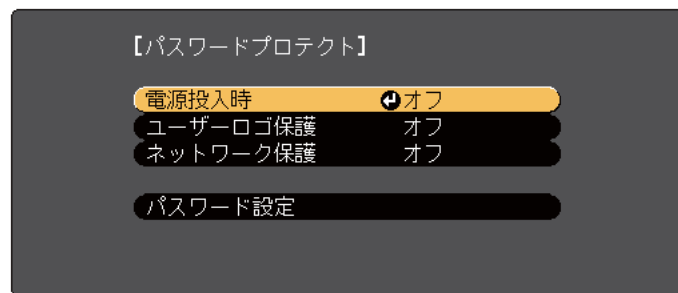 【パスワードプロテクト】
電源投入時 オフ
ユーザーロゴ保護 オフ
ネットワーク保護 オフ
パスワード設定